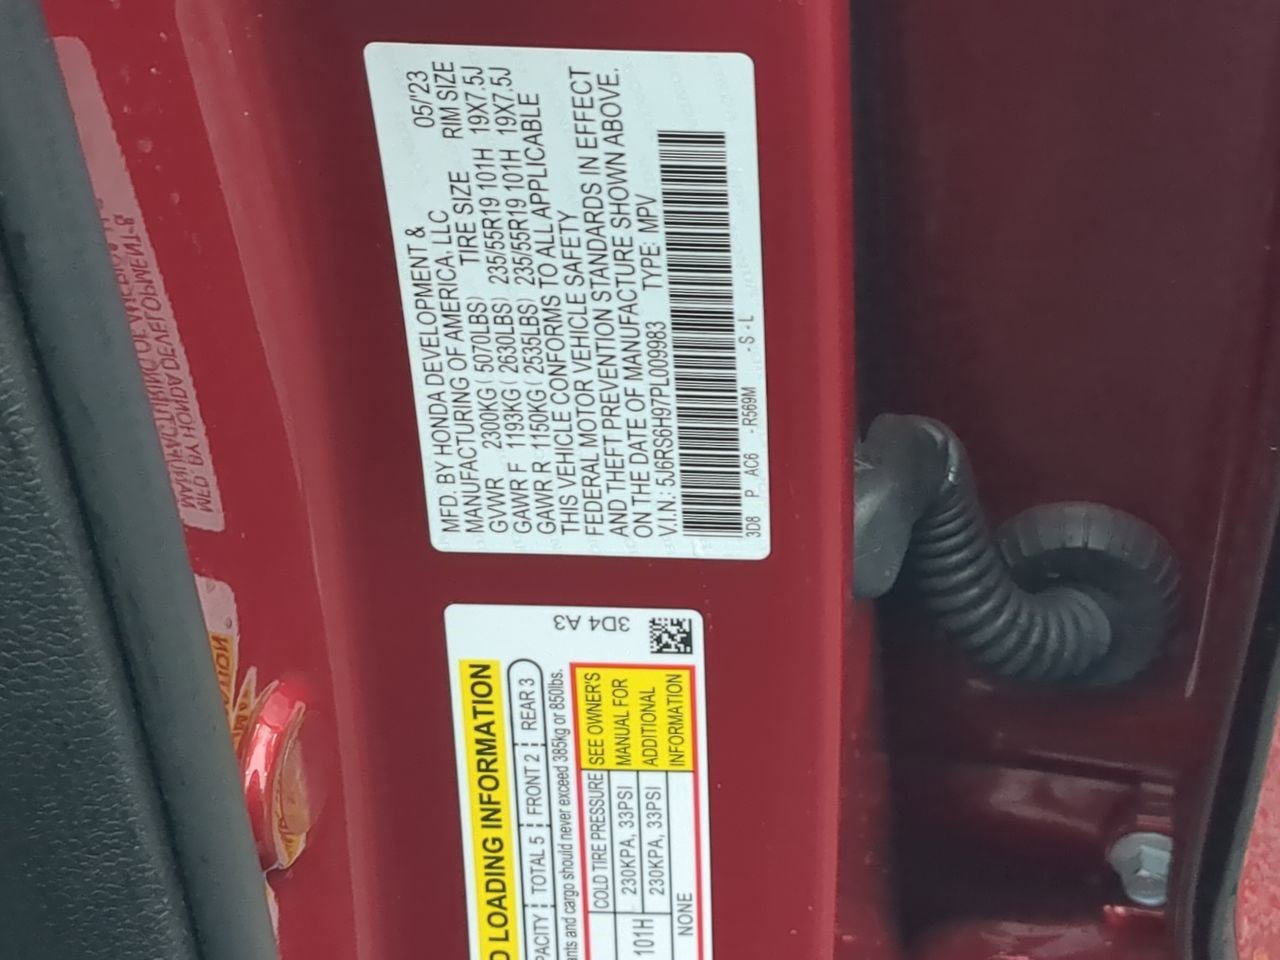 MFD. BY HONDA DEVELOPMENT & 05/'23
MANUFACTURING OF AMERICA, LLC RIM SIZE
TIRE SIZE
GVWR 2300KG ( 5070LBS) 235/55R19 101H 19X7.5J
GAWR F 1193KG ( 2630LBS) 235/55R19 101H 19X7.5J
GAWR R 1150KG ( 2535LBS)
THIS VEHICLE CONFORMS TO ALL APPLICABLE
FEDERAL MOTOR VEHICLE SAFETY
AND THEFT PREVENTION STANDARDS IN EFFECT
ON THE DATE OF MANUFACTURE SHOWN ABOVE.
V.I.N.: 5J6RS6H97PL009983 TYPE: MPV
3D8 P AC6 - R569M - S - L
3D4 A3
LOADING INFORMATION
TOTAL 5 FRONT 2 REAR 3
and cargo should never exceed 385kg or 850lbs.
COLD TIRE PRESSURE
101H 230KPA, 33PSI
230KPA, 33PSI
NONE
SEE OWNER'S
MANUAL FOR
ADDITIONAL
INFORMATION